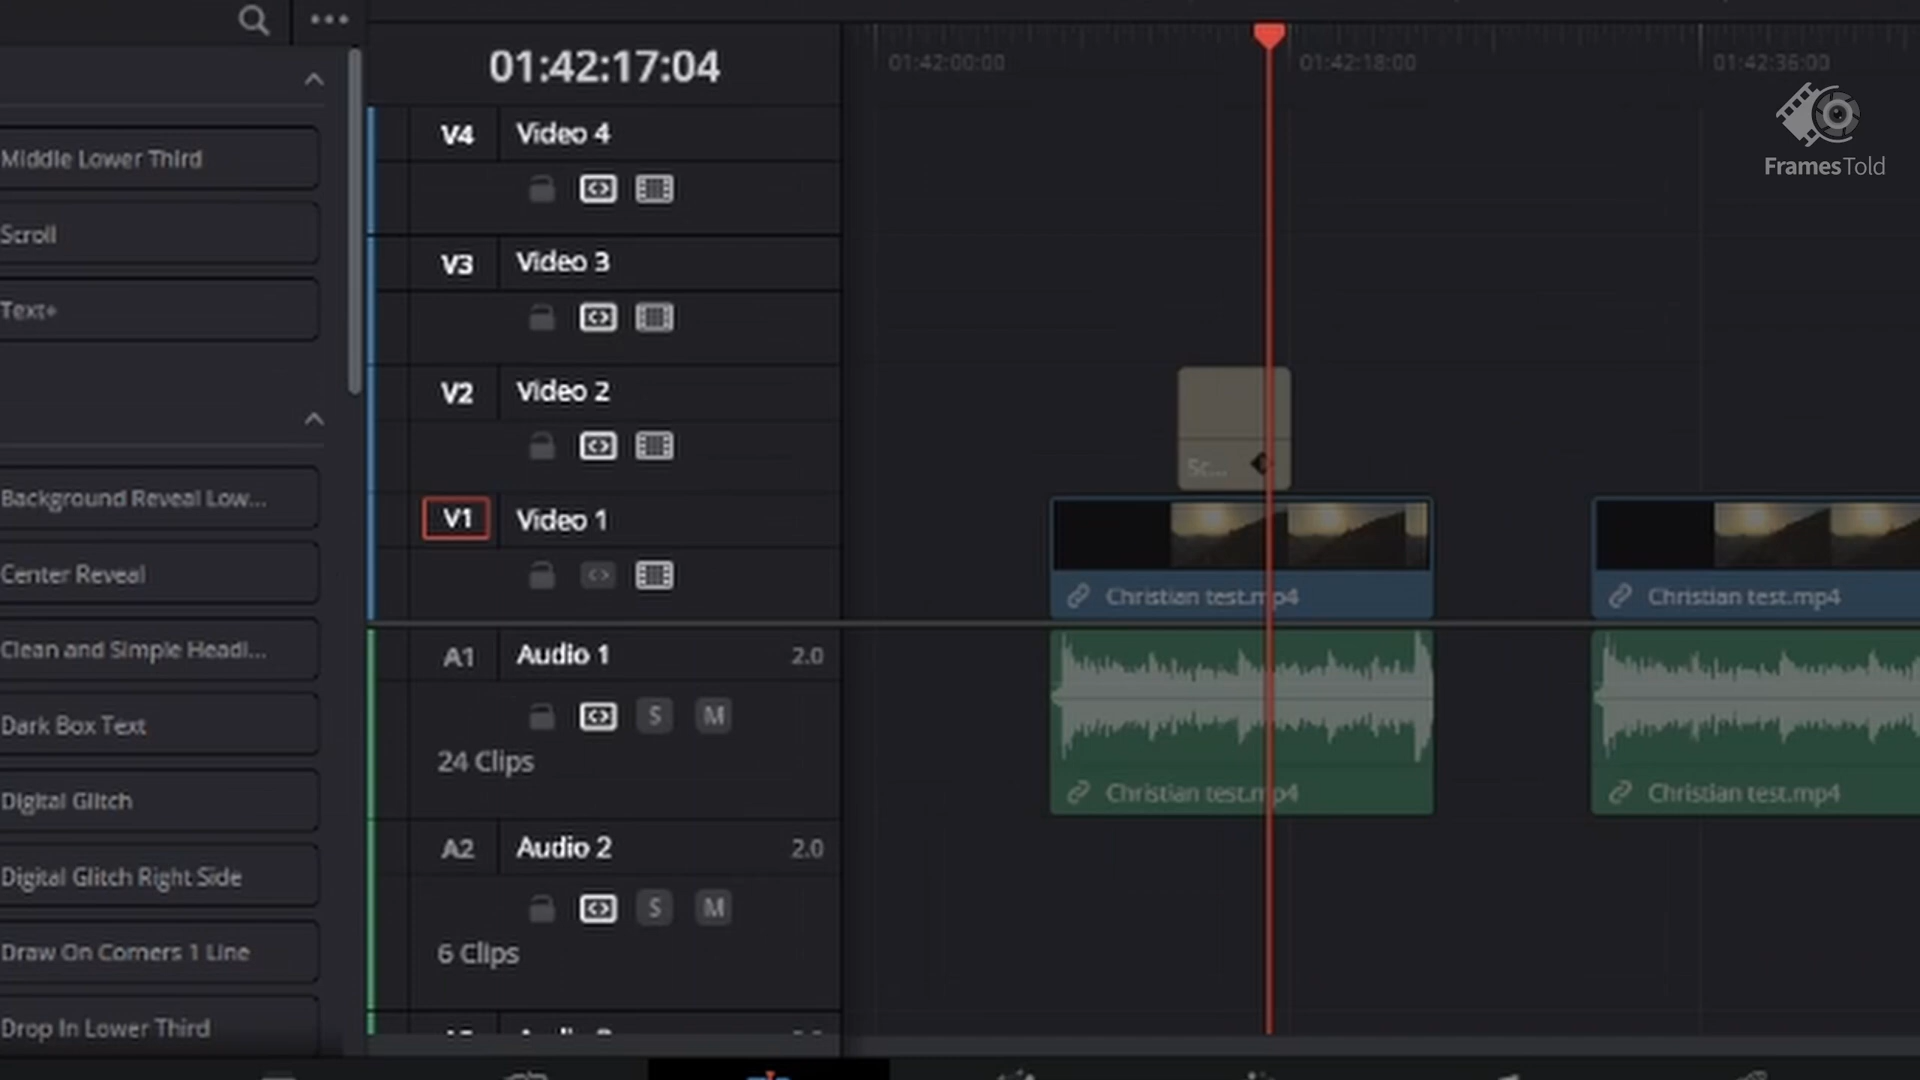 01:42:17:04
01:42:00:00
01:42:18:00
01:42:36:00
FramesTold
Middle Lower Third
Scroll
Text+
Background Reveal Low...
Center Reveal
Clean and Simple Headl...
Dark Box Text
Digital Glitch
Digital Glitch Right Side
Draw On Corners 1 Line
Drop In Lower Third
V4 Video 4
V3 Video 3
V2 Video 2
Sc...
V1 Video 1
Christian test.mp4
Christian test.mp4
A1 Audio 1 2.0
S M
24 Clips
Christian test.mp4
Christian test.mp4
A2 Audio 2 2.0
S M
6 Clips